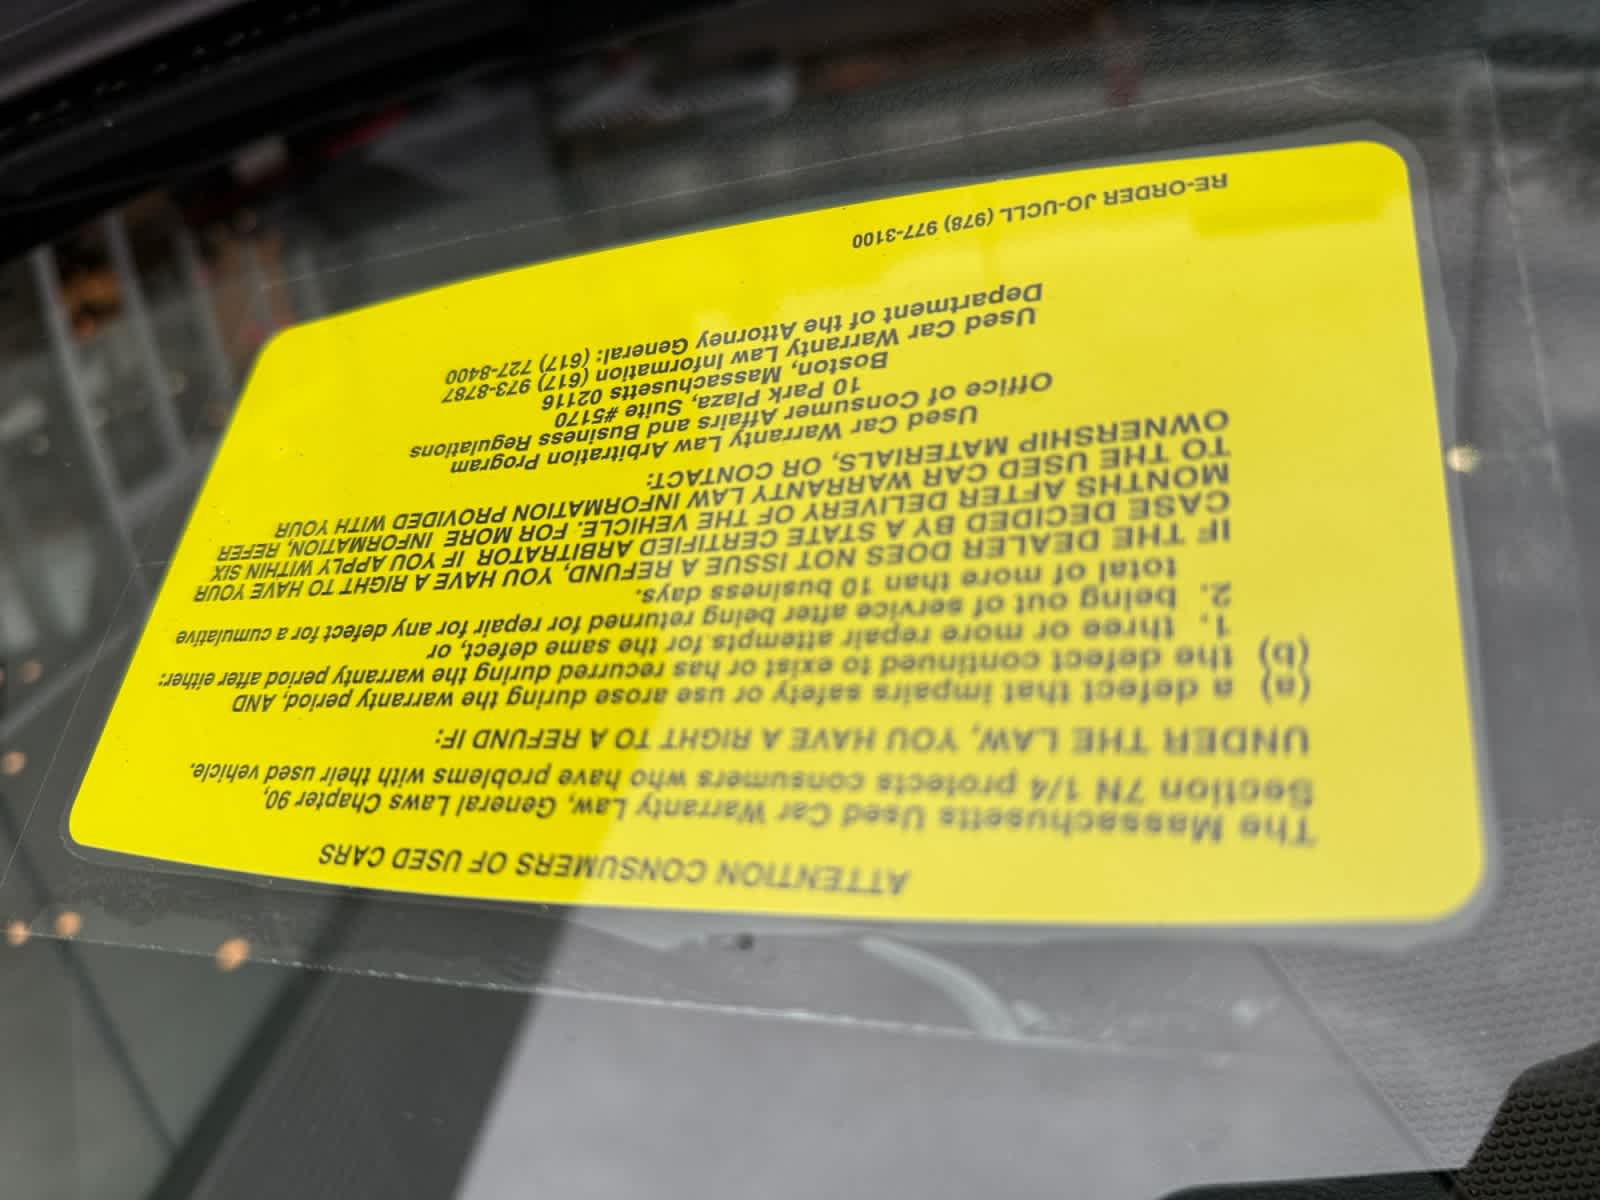 ATTENTION CONSUMERS OF USED CARS
The Massachusetts Used Car Warranty Law, General Laws Chapter 90,
Section 7N 1/4 protects consumers who have problems with their used vehicle.
UNDER THE LAW, YOU HAVE A RIGHT TO A REFUND IF:
(a) a defect that impairs safety or use arose during the warranty period, AND
(b) the defect continued to exist or has recurred during the warranty period after either:
1. three or more repair attempts for the same defect, or
2. being out of service after being returned for repair for any defect for a cumulative
total of more than 10 business days.
IF THE DEALER DOES NOT ISSUE A REFUND, YOU HAVE A RIGHT TO HAVE YOUR
CASE DECIDED BY A STATE CERTIFIED ARBITRATOR IF YOU APPLY WITHIN SIX
MONTHS AFTER DELIVERY OF THE VEHICLE. FOR MORE INFORMATION, REFER
TO THE USED CAR WARRANTY LAW INFORMATION PROVIDED WITH YOUR
OWNERSHIP MATERIALS, OR CONTACT:
Used Car Warranty Law Arbitration Program
Office of Consumer Affairs and Business Regulations
10 Park Plaza, Suite #5170
Boston, Massachusetts 02116
Used Car Warranty Law Information (617) 973-8787
Department of the Attorney General: (617) 727-8400
RE-ORDER JO-UCLL (978) 977-3100